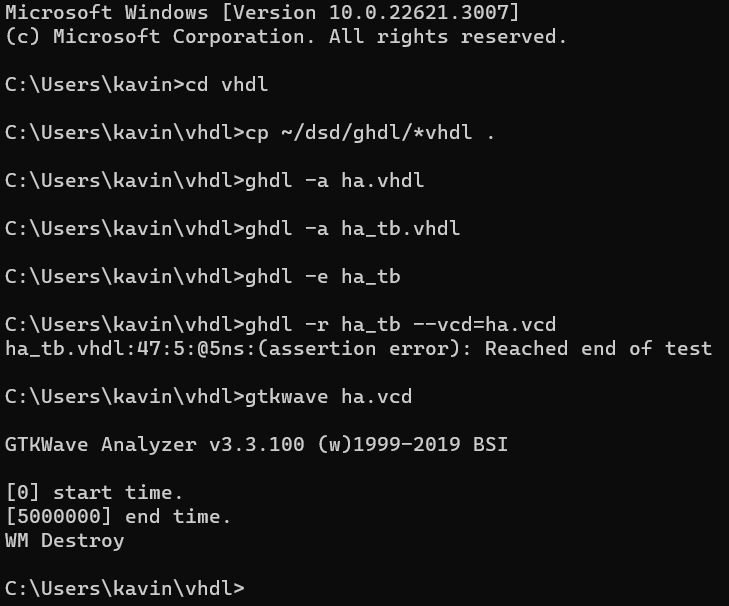 Microsoft Windows [Version 10.0.22621.3007]
(c) Microsoft Corporation. All rights reserved.
C:\Users\kavin>cd vhdl
C:\Users\kavin\vhdl>cp ~/dsd/ghdl/*vhdl .
C:\Users\kavin\vhdl>ghdl -a ha.vhdl
C:\Users\kavin\vhdl>ghdl -a ha_tb.vhdl
C:\Users\kavin\vhdl>ghdl -e ha_tb
C:\Users\kavin\vhdl>ghdl -r ha_tb --vcd=ha.vcd
ha_tb.vhdl:47:5:@5ns:(assertion error): Reached end of test
C:\Users\kavin\vhdl>gtkwave ha.vcd
GTKWave Analyzer v3.3.100 (w)1999-2019 BSI
[0] start time.
[5000000] end time.
WM Destroy
C:\Users\kavin\vhdl>